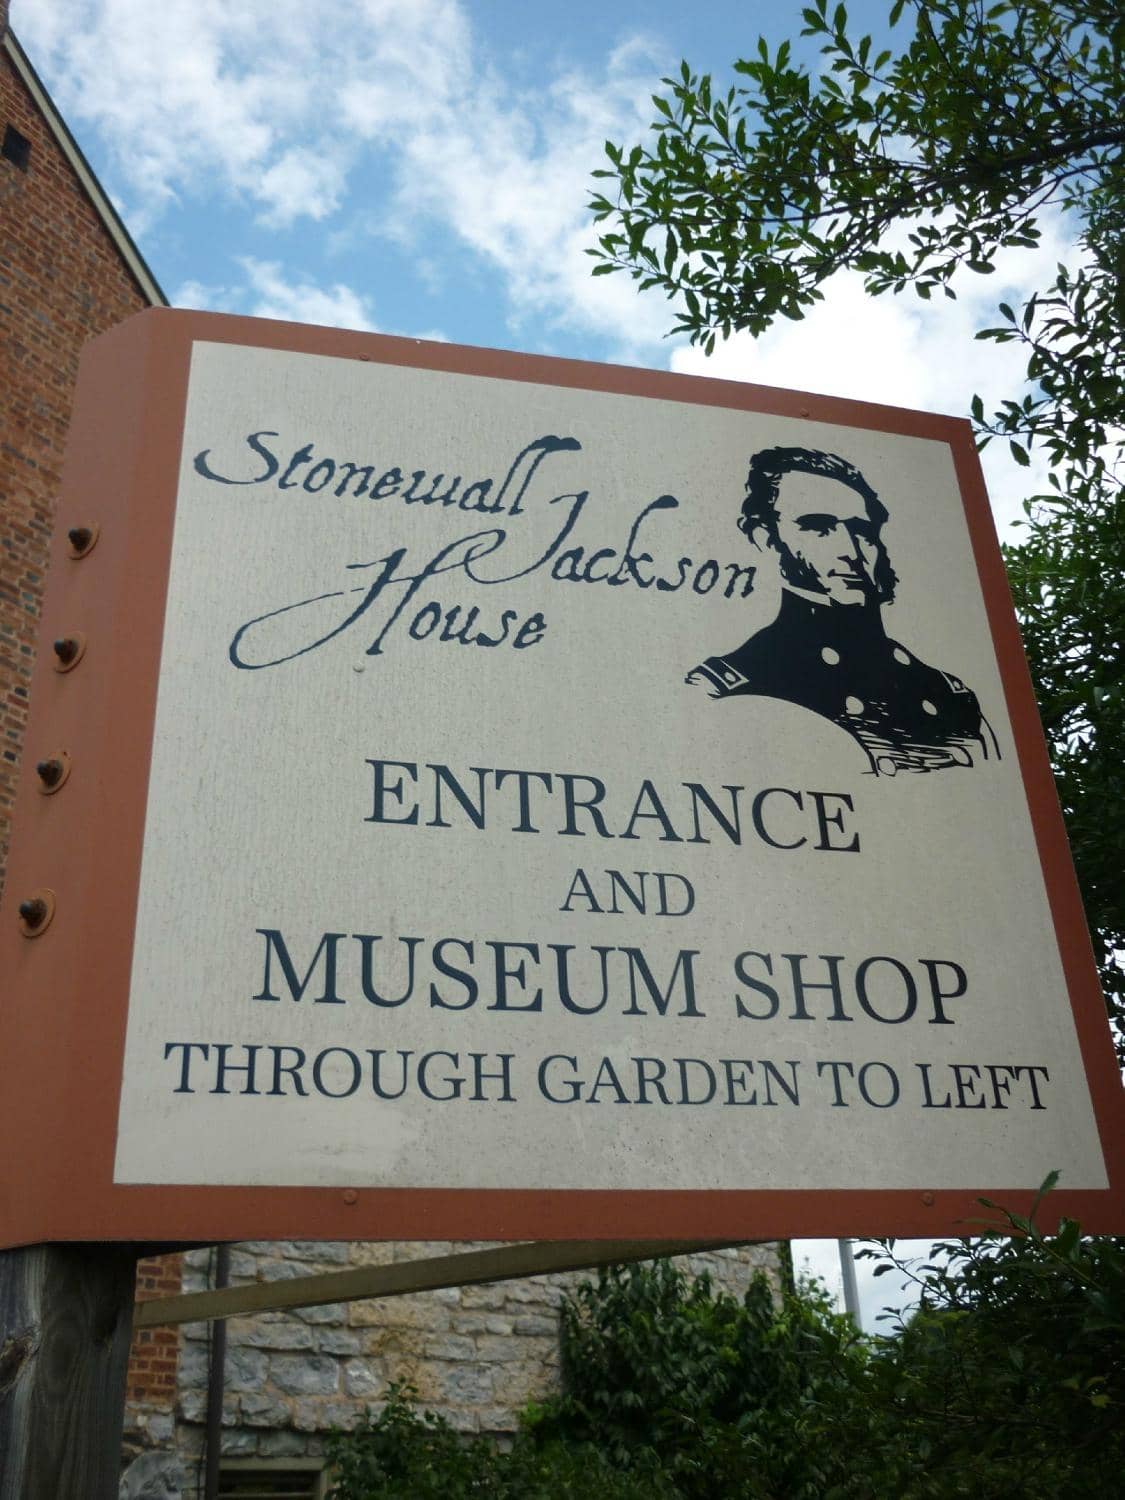 Stonewall
Jackson
House
ENTRANCE
AND
MUSEUM SHOP
THROUGH GARDEN TO LEFT